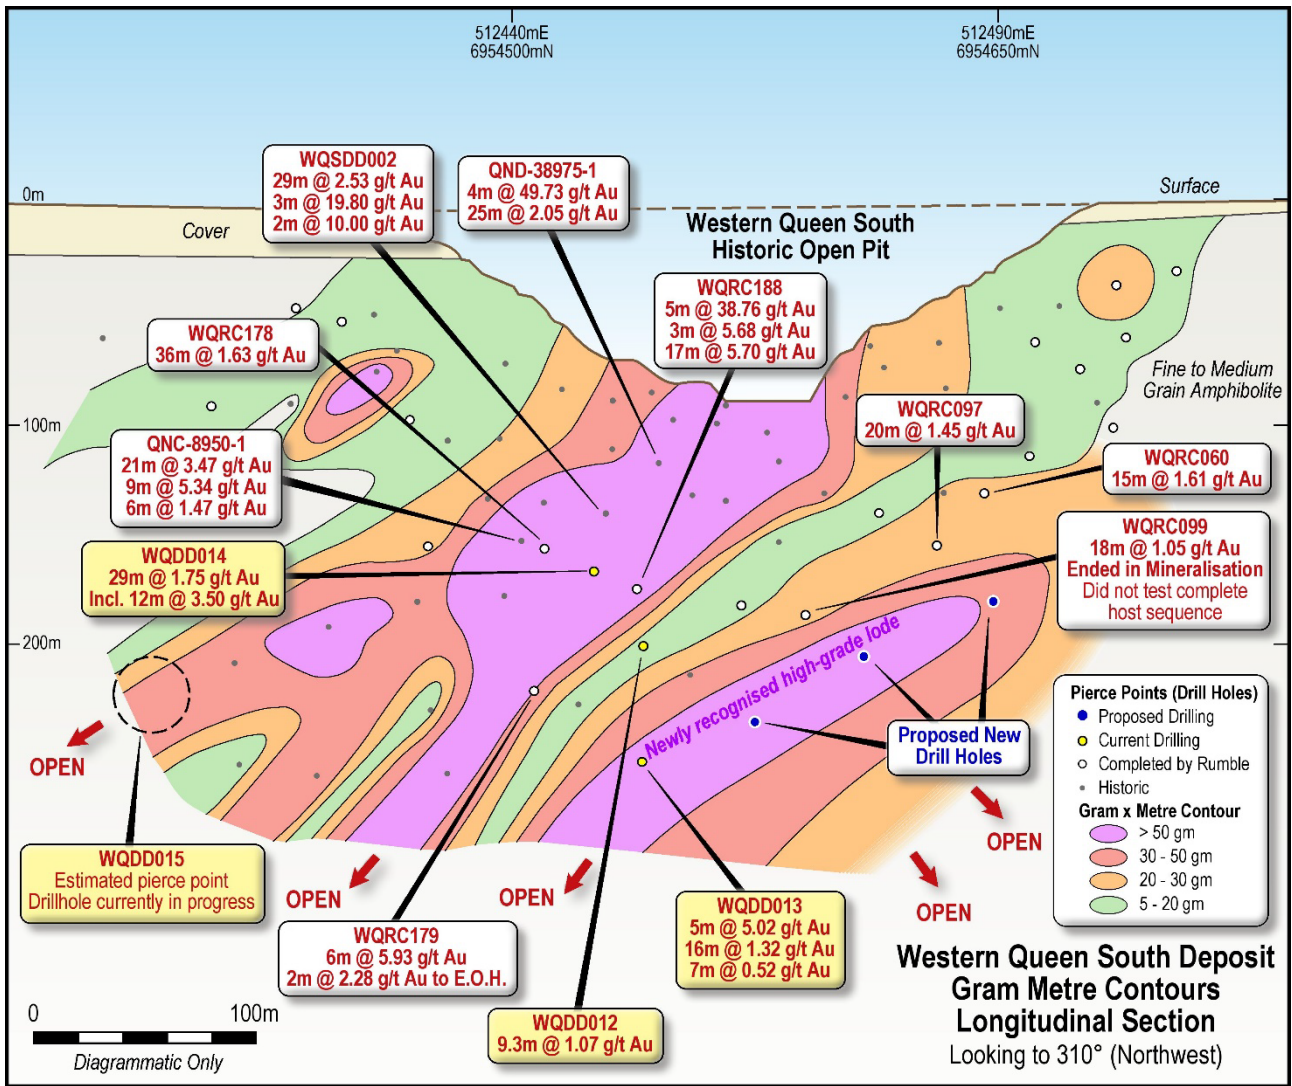 512440mE
6954500mN
512490mE
6954650mN
WQSDD002
29m @ 2.53 g/t Au
3m @ 19.80 g/t Au
2m @ 10.00 g/t Au
QND-38975-1
4m @ 49.73 g/t Au
25m @ 2.05 g/t Au
0m
Surface
Cover
Western Queen South
Historic Open Pit
WQRC188
5m @ 38.76 g/t Au
3m @ 5.68 g/t Au
17m @ 5.70 g/t Au
WQRC178
36m @ 1.63 g/t Au
Fine to Medium
Grain Amphibolite
100m
WQRC097
20m @ 1.45 g/t Au
QNC-8950-1
21m @ 3.47 g/t Au
9m @ 5.34 g/t Au
6m @ 1.47 g/t Au
WQRC060
15m @ 1.61 g/t Au
WQRC099
18m @ 1.05 g/t Au
Ended in Mineralisation
Did not test complete
host sequence
WQDD014
29m @ 1.75 g/t Au
Incl. 12m @ 3.50 g/t Au
200m
Newly recognised high-grade lode
Proposed New
Drill Holes
Pierce Points (Drill Holes)
Proposed Drilling
Current Drilling
Completed by Rumble
Historic
Gram x Metre Contour
> 50 gm
30 - 50 gm
20 - 30 gm
5 - 20 gm
OPEN
OPEN
OPEN
OPEN
OPEN
WQDD015
Estimated pierce point
Drillhole currently in progress
WQRC179
6m @ 5.93 g/t Au
2m @ 2.28 g/t Au to E.O.H.
WQDD013
5m @ 5.02 g/t Au
16m @ 1.32 g/t Au
7m @ 0.52 g/t Au
WQDD012
9.3m @ 1.07 g/t Au
0
100m
Diagrammatic Only
Western Queen South Deposit
Gram Metre Contours
Longitudinal Section
Looking to 310° (Northwest)